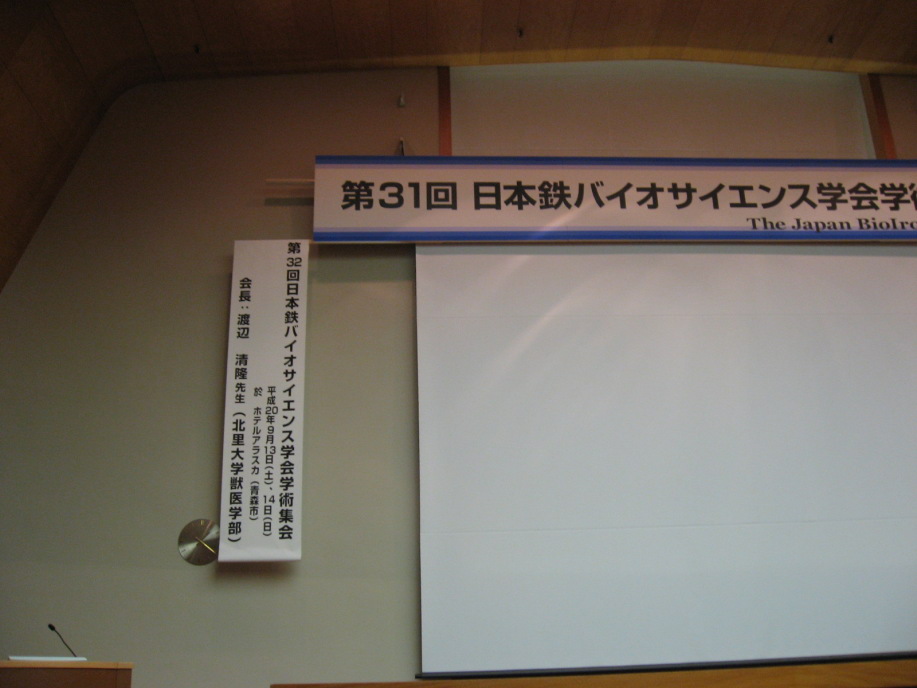 第31回 日本鉄バイオサイエンス学会学術
The Japan BioIro
第32回日本鉄バイオサイエンス学会学術集会
平成20年9月13日(土)、14日(日)
於 ホテルアラスカ(青森市)
会長:渡辺 清隆先生(北里大学獣医学部)